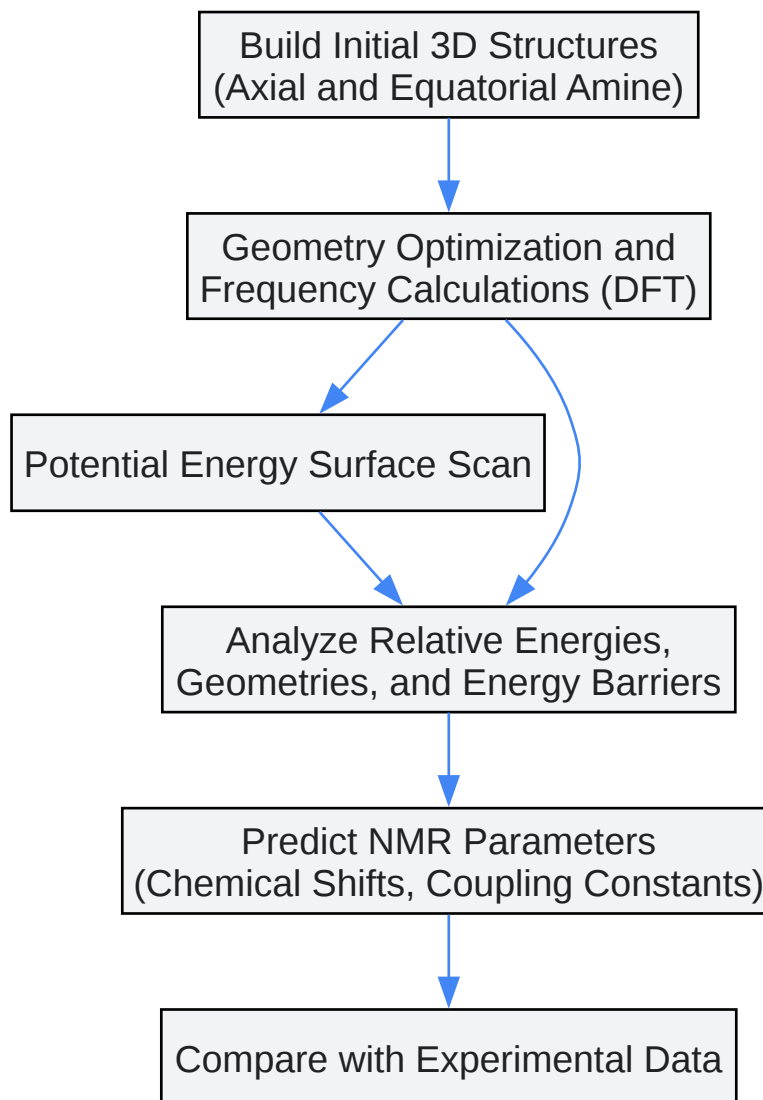 Build Initial 3D Structures
(Axial and Equatorial Amine)
Geometry Optimization and
Frequency Calculations (DFT)
Potential Energy Surface Scan
Analyze Relative Energies,
Geometries, and Energy Barriers
Predict NMR Parameters
(Chemical Shifts, Coupling Constants)
Compare with Experimental Data